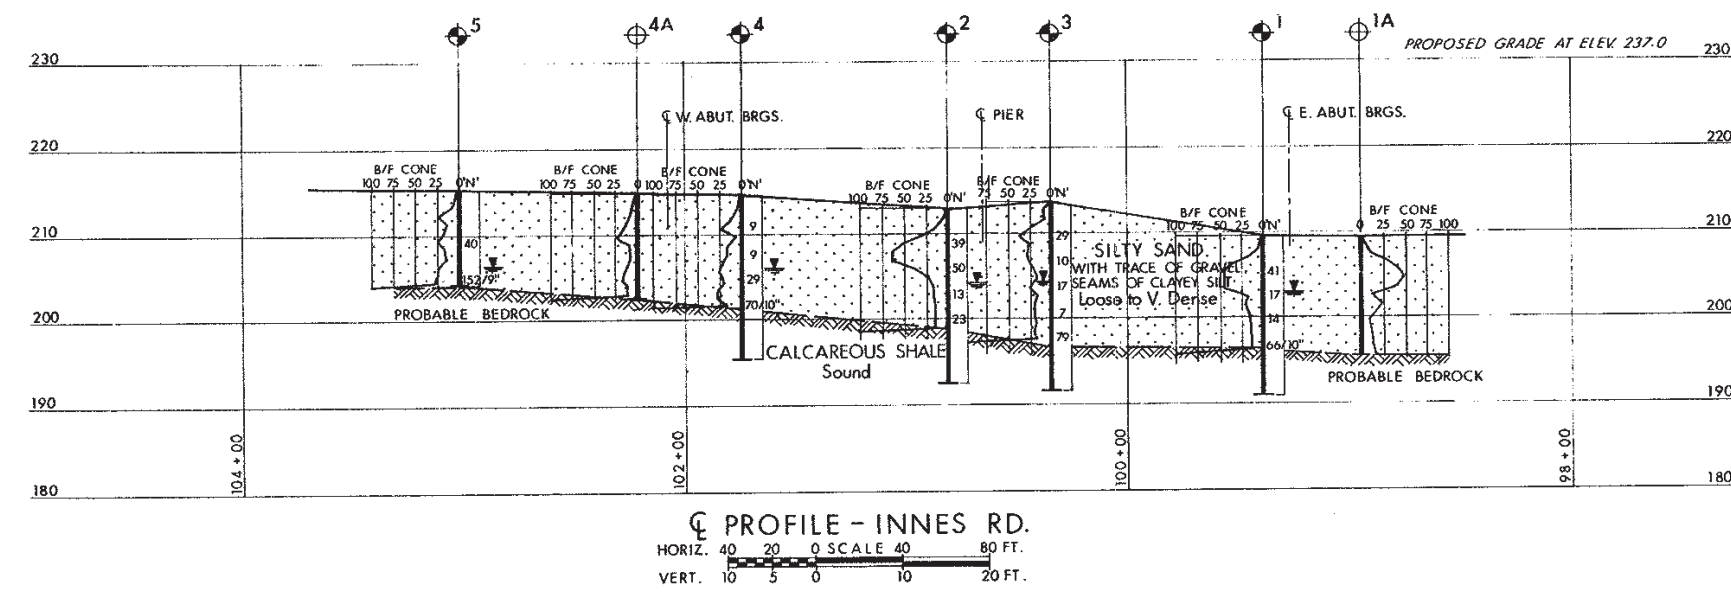 5 4A 4 2 3 1 1A
PROPOSED GRADE AT ELEV. 237.0
230 230
℄ W. ABUT. BRGS. ℄ PIER ℄ E. ABUT. BRGS.
220 220
B/F CONE B/F CONE B/F CONE B/F CONE B/F CONE B/F CONE B/F CONE
100 75 50 25 0 'N' 100 75 50 25 0 100 75 50 25 0 'N' 100 75 50 25 0 'N' 75 50 25 0 'N' 100 75 50 25 0 'N' 0 25 50 75 100
210 210
40
152/9"
9
9
29
70/10"
39
50
13
23
29
10
17
7
79
SILTY SAND
WITH TRACE OF GRAVEL,
SEAMS OF CLAYEY SILT
Loose to V. Dense
41
17
14
66/10"
200 200
PROBABLE BEDROCK
CALCAREOUS SHALE
Sound
PROBABLE BEDROCK
190 190
104+00 102+00 100+00 98+00
180 180
℄ PROFILE - INNES RD.
HORIZ. 40 20 0 SCALE 40 80 FT.
VERT. 10 5 0 10 20 FT.